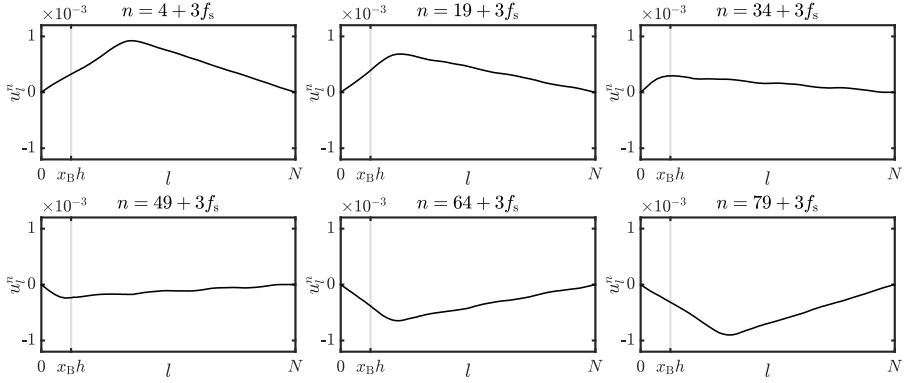 n = 4 + 3f_s
×10^−3
1
0
-1
u_l^n
0 x_B h l N
n = 19 + 3f_s
×10^−3
1
0
-1
u_l^n
0 x_B h l N
n = 34 + 3f_s
×10^−3
1
0
-1
u_l^n
0 x_B h l N
n = 49 + 3f_s
×10^−3
1
0
-1
u_l^n
0 x_B h l N
n = 64 + 3f_s
×10^−3
1
0
-1
u_l^n
0 x_B h l N
n = 79 + 3f_s
×10^−3
1
0
-1
u_l^n
0 x_B h l N